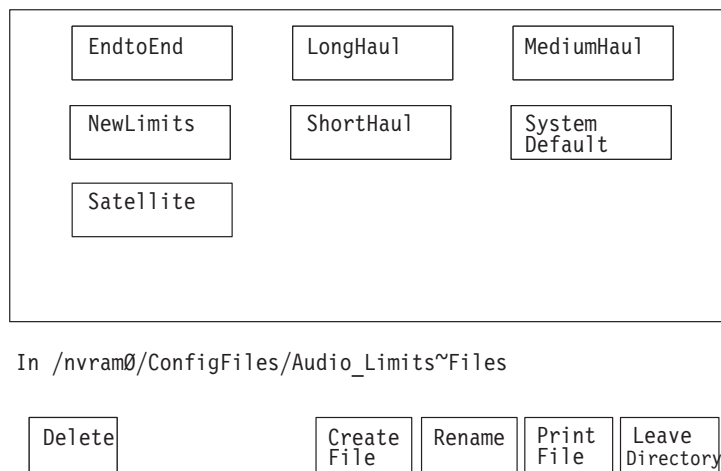 EndtoEnd
LongHaul
MediumHaul
NewLimits
ShortHaul
System
Default
Satellite
In /nvramØ/ConfigFiles/Audio_Limits~Files
Delete
Create
File
Rename
Print
File
Leave
Directory